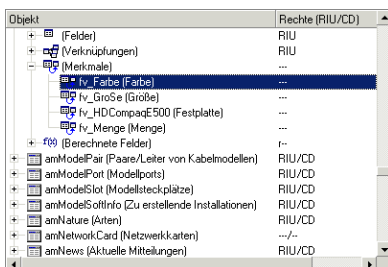 Objekt Rechte (RIU/CD)
(Felder) RIU
(Verknüpfungen) RIU
(Merkmale) ---
fv_Farbe (Farbe) ---
fv_GroSe (Größe) ---
fv_HDCompaqE500 (Festplatte) ---
fv_Menge (Menge) ---
f(x) (Berechnete Felder) r--
amModelPair (Paare/Leiter von Kabelmodellen) RIU/CD
amModelPort (Modellports) RIU/CD
amModelSlot (Modellsteckplätze) RIU/CD
amModelSoftInfo (Zu erstellende Installationen) RIU/CD
amNature (Arten) RIU/CD
amNetworkCard (Netzwerkkarten) ---/--
amNews (Aktuelle Mitteilungen) RIU/CD